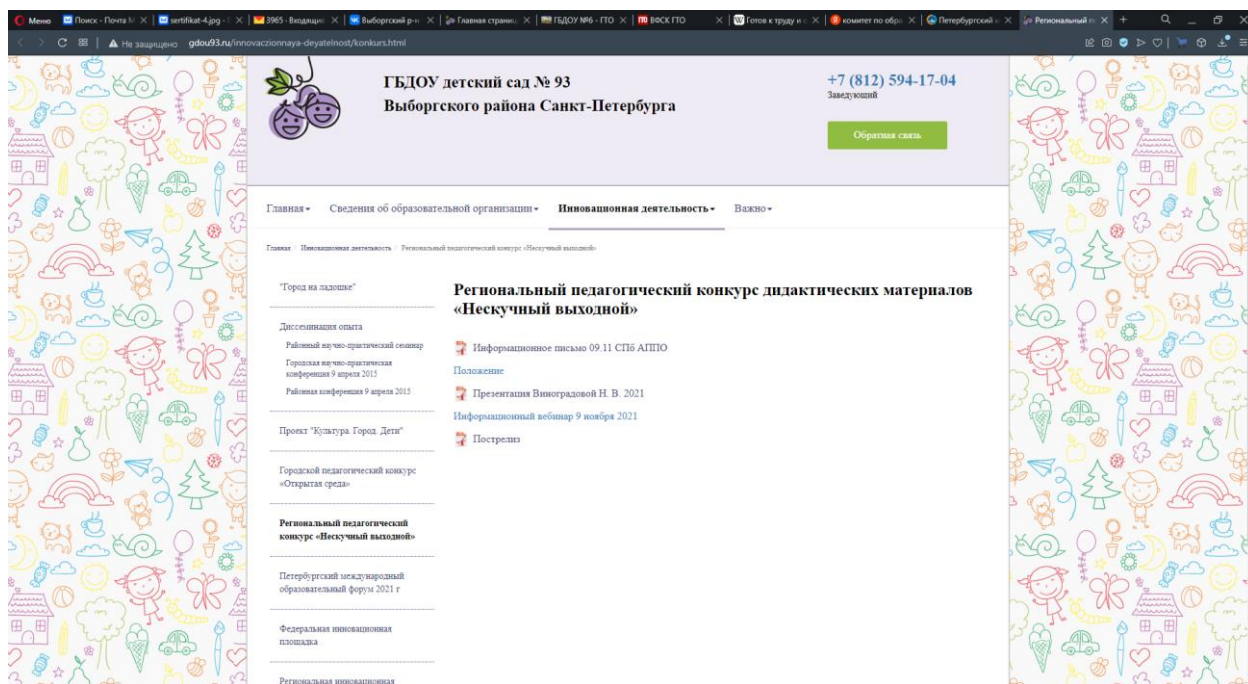 Меню
Поиск - Почта M
sertifikat-4.jpg -
3965 - Входящие
Выборгский р-н
Главная страниц
ГБДОУ №6 - ГТО
ВФСК ГТО
Готов к труду и о
комитет по обра
Петербургский
Региональный
Не защищено gdou93.ru/innovaczionnaya-deyatelnost/konkurs.html
ГБДОУ детский сад № 93
Выборгского района Санкт-Петербурга
+7 (812) 594-17-04
Заведующий
Обратная связь
Главная
Сведения об образовательной организации
Инновационная деятельность
Важно
Главная / Инновационная деятельность / Региональный педагогический конкурс «Нескучный выходной»
"Город на ладошке"
Диссеминация опыта
Районный научно-практический семинар
Городская научно-практическая
конференция 9 апреля 2015
Районная конференция 9 апреля 2015
Проект "Культура. Город. Дети"
Городской педагогический конкурс
«Открытая среда»
Региональный педагогический
конкурс «Нескучный выходной»
Петербургский международный
образовательный форум 2021 г
Федеральная инновационная
площадка
Региональная инновационная
Региональный педагогический конкурс дидактических материалов
«Нескучный выходной»
Информационное письмо 09.11 СПб АППО
Положение
Презентация Виноградовой Н. В. 2021
Информационный вебинар 9 ноября 2021
Пострелиз